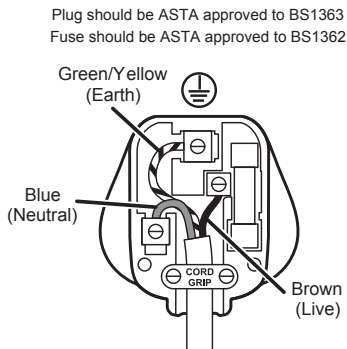 Plug should be ASTA approved to BS1363
Fuse should be ASTA approved to BS1362
Green/Yellow
(Earth)
Blue
(Neutral)
CORD
GRIP
Brown
(Live)